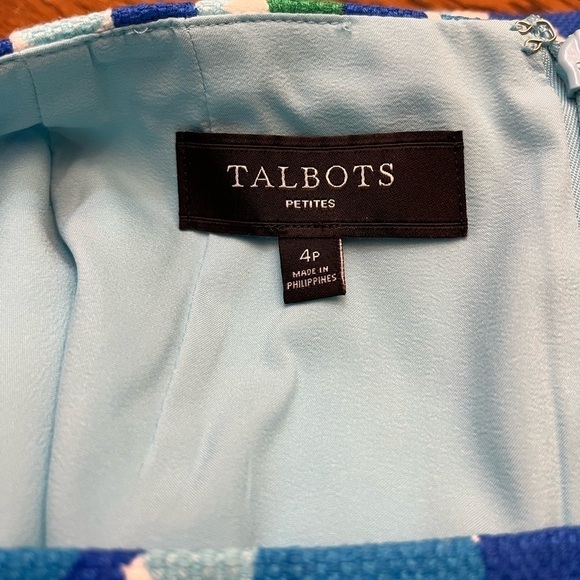 TALBOTS
PETITES
4P
MADE IN
PHILIPPINES